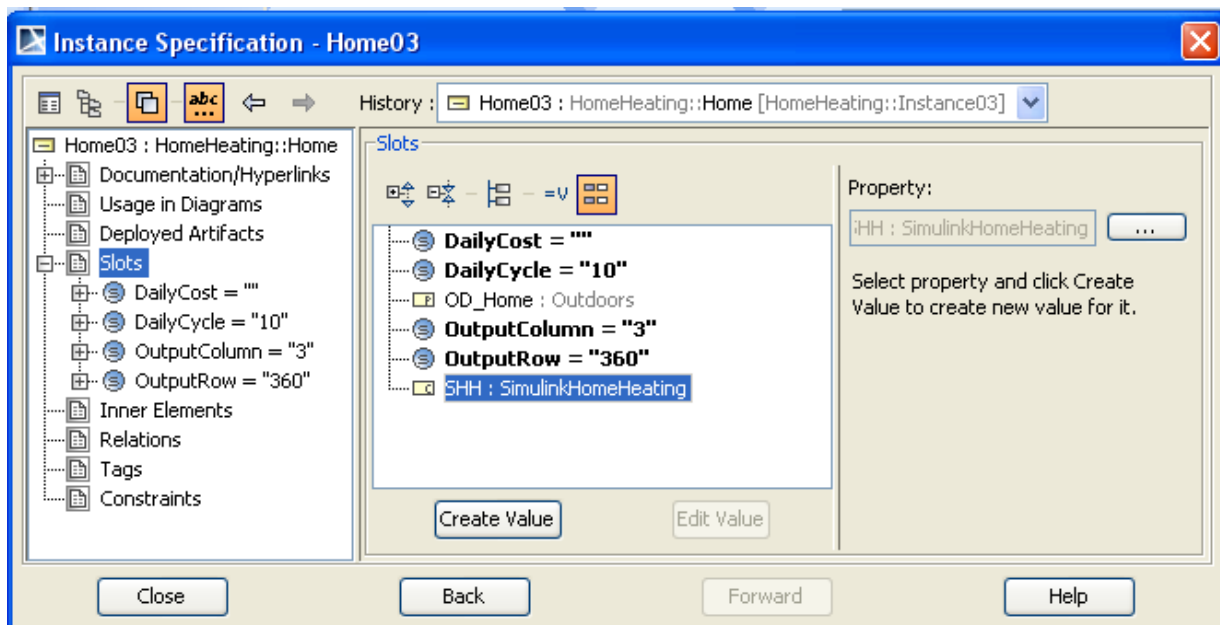 Instance Specification - Home03
abc
...
History : Home03 : HomeHeating::Home [HomeHeating::Instance03]
Home03 : HomeHeating::Home
Documentation/Hyperlinks
Usage in Diagrams
Deployed Artifacts
Slots
DailyCost = ""
DailyCycle = "10"
OutputColumn = "3"
OutputRow = "360"
Inner Elements
Relations
Tags
Constraints
Slots
=v
DailyCost = ""
DailyCycle = "10"
OD_Home : Outdoors
OutputColumn = "3"
OutputRow = "360"
SHH : SimulinkHomeHeating
Create Value
Edit Value
Property:
HH : SimulinkHomeHeating
...
Select property and click Create
Value to create new value for it.
Close
Back
Forward
Help